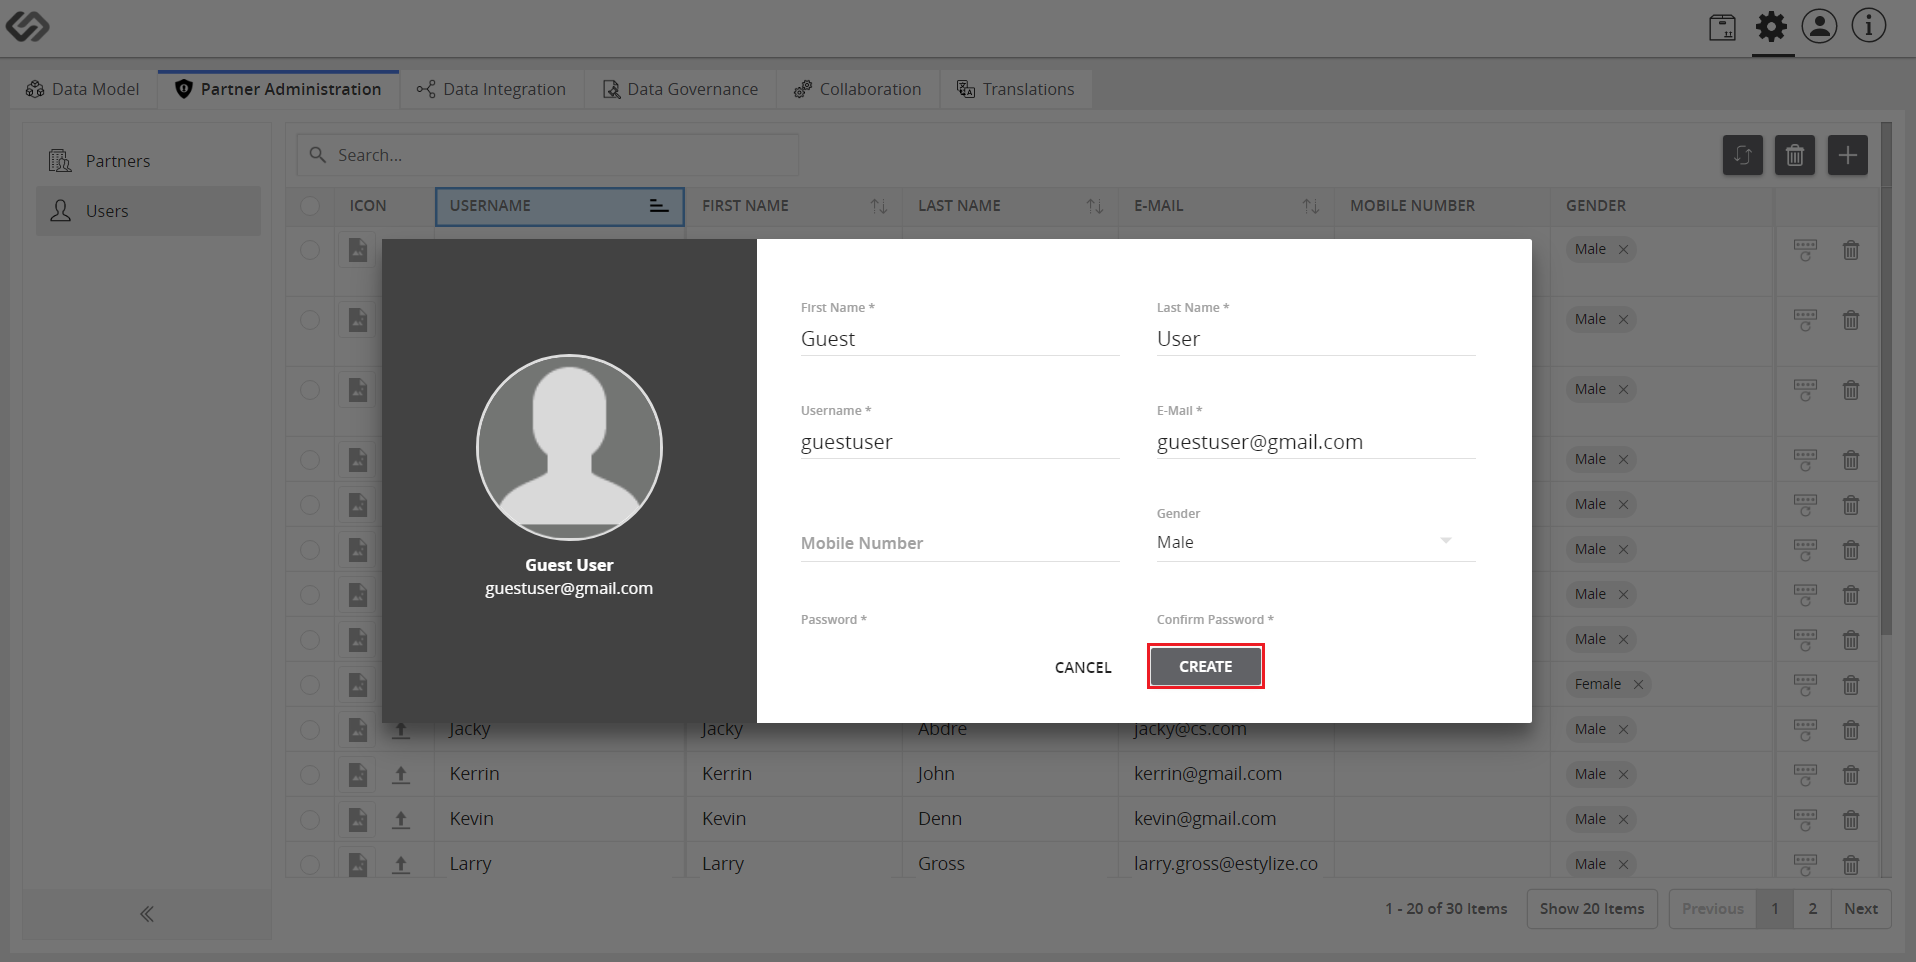 Data Model
Partner Administration
Data Integration
Data Governance
Collaboration
Translations
Partners
Users
Search...
ICON
USERNAME
FIRST NAME
LAST NAME
E-MAIL
MOBILE NUMBER
GENDER
Male
Male
Male
Male
Male
Male
Male
Male
Female
First Name *
Guest
Last Name *
User
Username *
guestuser
E-Mail *
guestuser@gmail.com
Mobile Number
Gender
Male
Password *
Confirm Password *
CANCEL
CREATE
Guest User
guestuser@gmail.com
Jacky Jacky Abdre jacky@cs.com Male
Kerrin Kerrin John kerrin@gmail.com Male
Kevin Kevin Denn kevin@gmail.com Male
Larry Larry Gross larry.gross@estylize.co Male
1 - 20 of 30 Items
Show 20 Items
Previous 1 2 Next